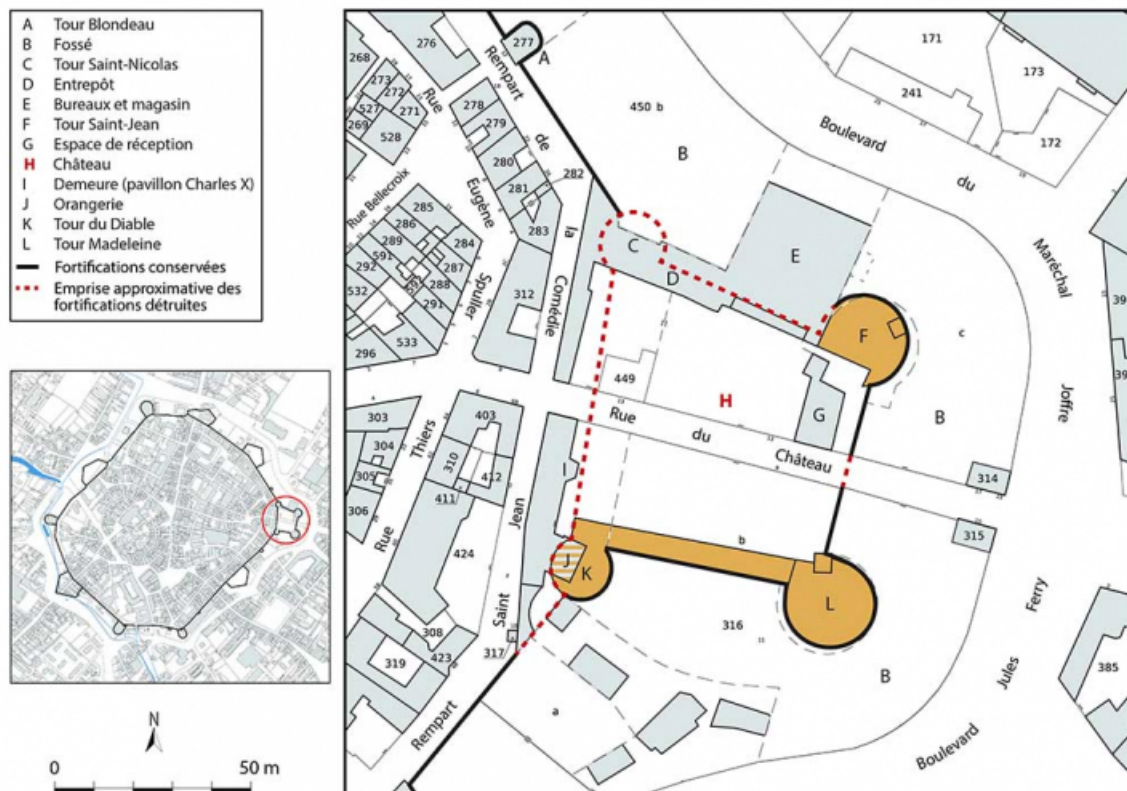 A Tour Blondeau
B Fossé
C Tour Saint-Nicolas
D Entrepôt
E Bureaux et magasin
F Tour Saint-Jean
G Espace de réception
H Château
I Demeure (pavillon Charles X)
J Orangerie
K Tour du Diable
L Tour Madeleine
Fortifications conservées
Emprise approximative des
fortifications détruites
N
0 50 m
276
277
A
268
273
272
527
271
269
528
Rue
Rempart
278
279
de
280
281
282
283
la
Comédie
Eugène
Spuller
Rue Bellecroix
285
286
289
284
591
292
287
288
532
291
312
296
533
450 b
B
171
173
241
172
Boulevard
du
Maréchal
Joffre
C
D
E
F
c
B
449
H
G
Rue
du
Château
314
315
303
304
305
306
Thiers
Rue
403
310
412
411
424
I
Jean
Saint
J
K
b
L
316
B
308
423
317
319
Rempart
a
Boulevard
Jules
Ferry
385